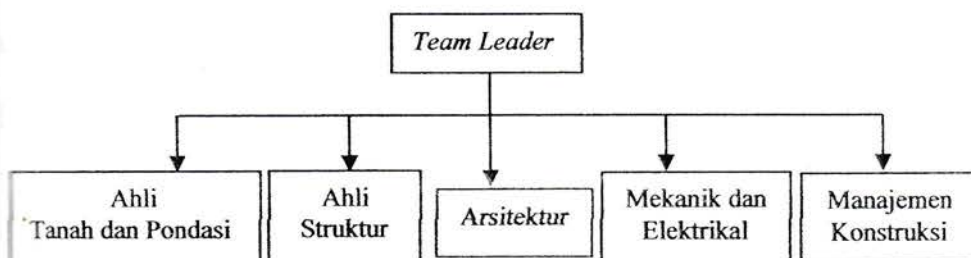 Team Leader
Ahli
Tanah dan Pondasi
Ahli
Struktur
Arsitektur
Mekanik dan
Elektrikal
Manajemen
Konstruksi